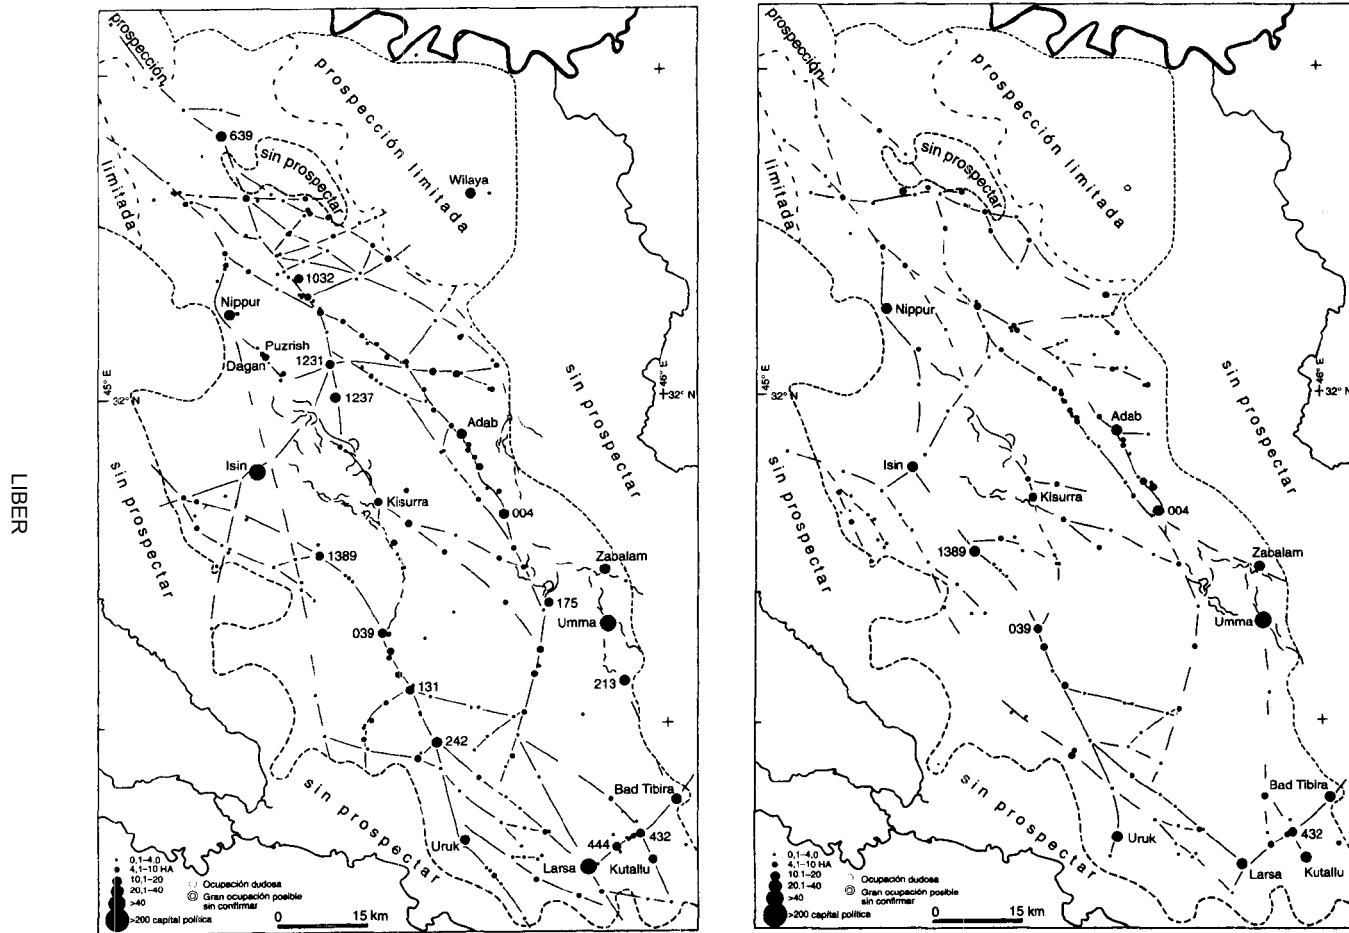 LIBER
prospección
limitada
639
sin prospectar
prospección limitada
Wilaya
1032
Nippur
Puzrish
Dagan
1231
1237
45° E
32° N
46° E
32° N
Adab
Isin
sin prospectar
sin prospectar
Kisurra
004
1389
Zabalam
175
Umma
039
213
131
242
sin prospectar
Bad Tibira
Uruk
444
432
Larsa
Kutallu
0,1–4.0
4,1–10 HA
10,1–20
20,1–40
>40
>200 capital política
Ocupación dudosa
Gran ocupación posible
sin confirmar
0 15 km
prospección
limitada
sin prospectar
prospección limitada
Nippur
45° E
32° N
46° E
32° N
Adab
Isin
sin prospectar
sin prospectar
Kisurra
004
1389
Zabalam
Umma
039
sin prospectar
Bad Tibira
Uruk
432
Larsa
Kutallu
0,1–4.0
4,1–10 HA
10,1–20
20,1–40
>40
>200 capital política
Ocupación dudosa
Gran ocupación posible
sin confirmar
0 15 km